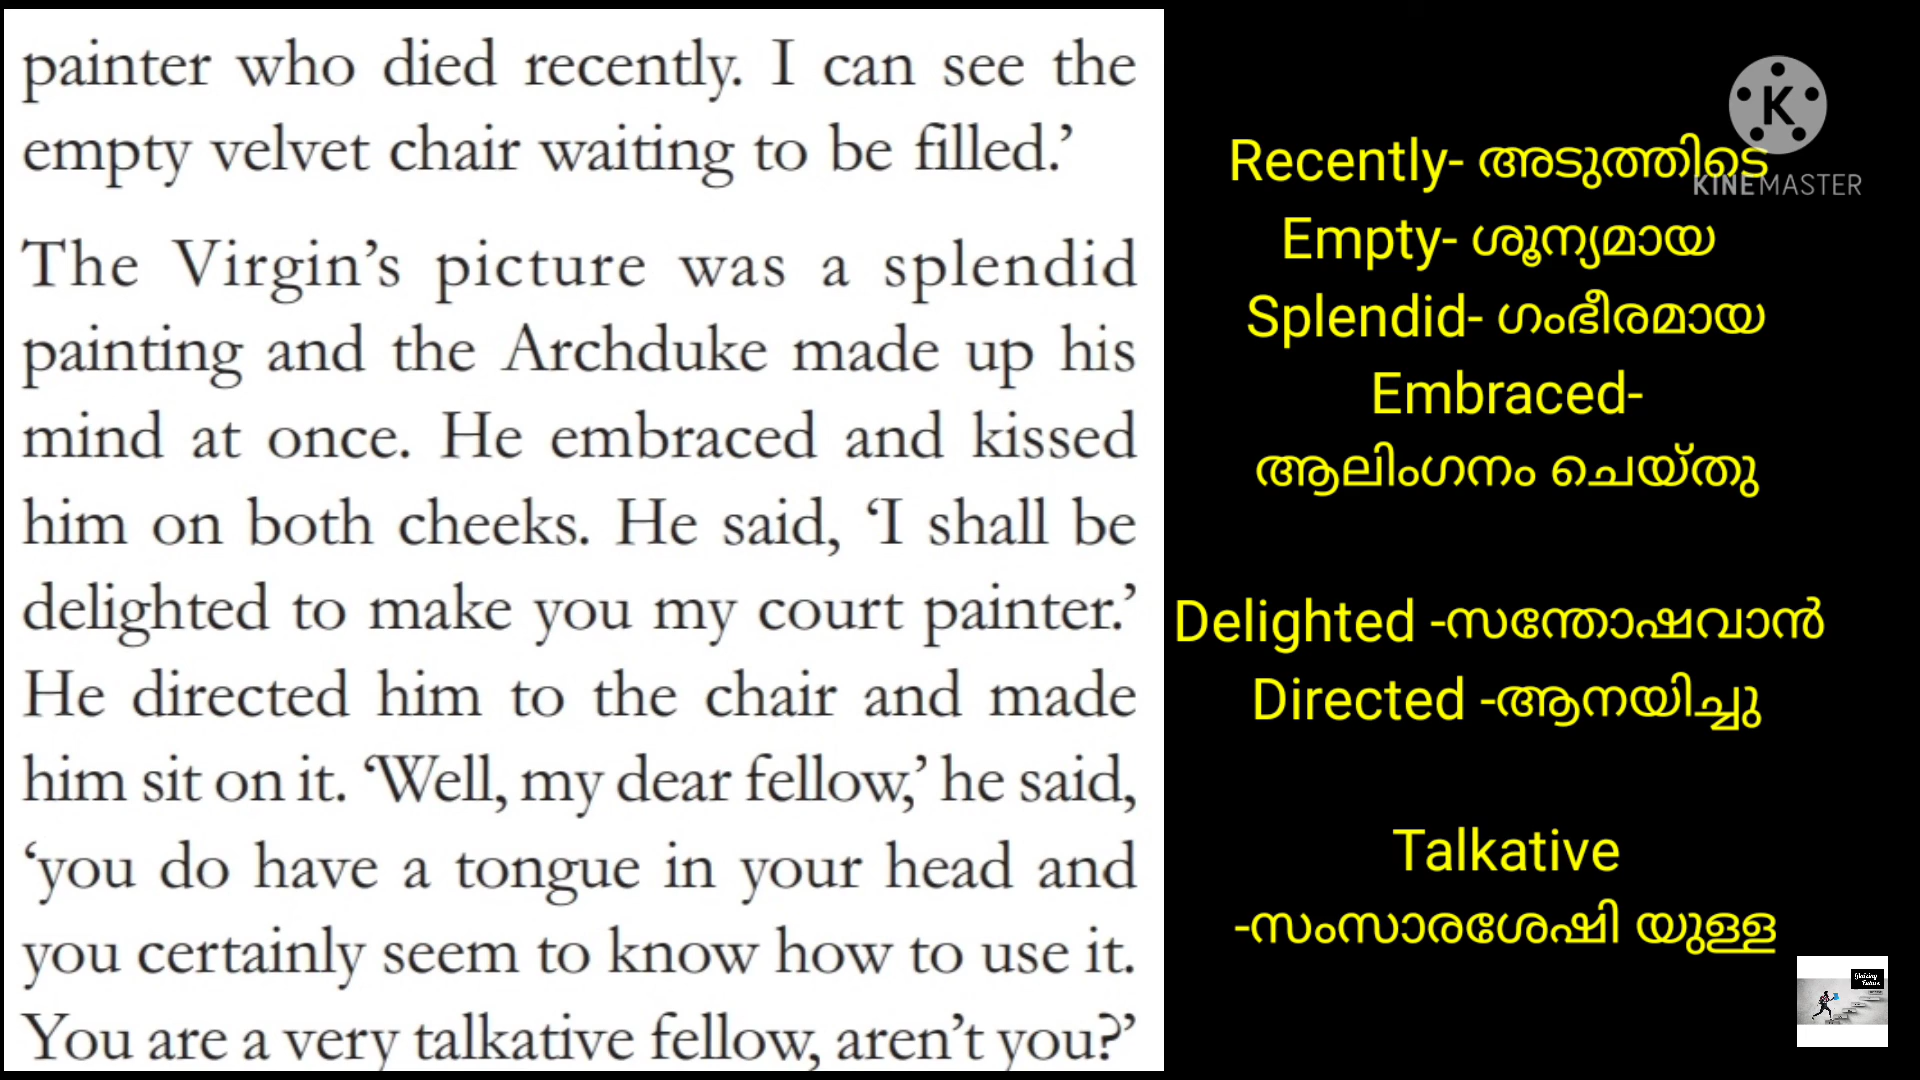 painter who died recently. I can see the
empty velvet chair waiting to be filled.’
The Virgin’s picture was a splendid
painting and the Archduke made up his
mind at once. He embraced and kissed
him on both cheeks. He said, ‘I shall be
delighted to make you my court painter.’
He directed him to the chair and made
him sit on it. ‘Well, my dear fellow,’ he said,
‘you do have a tongue in your head and
you certainly seem to know how to use it.
You are a very talkative fellow, aren’t you?’
Recently- അടുത്തിടെ
Empty- ശൂന്യമായ
Splendid- ഗംഭീരമായ
Embraced-
ആലിംഗനം ചെയ്തു
Delighted -സന്തോഷവാൻ
Directed -ആനയിച്ചു
Talkative
-സംസാരശേഷി യുള്ള
K
KINEMASTER